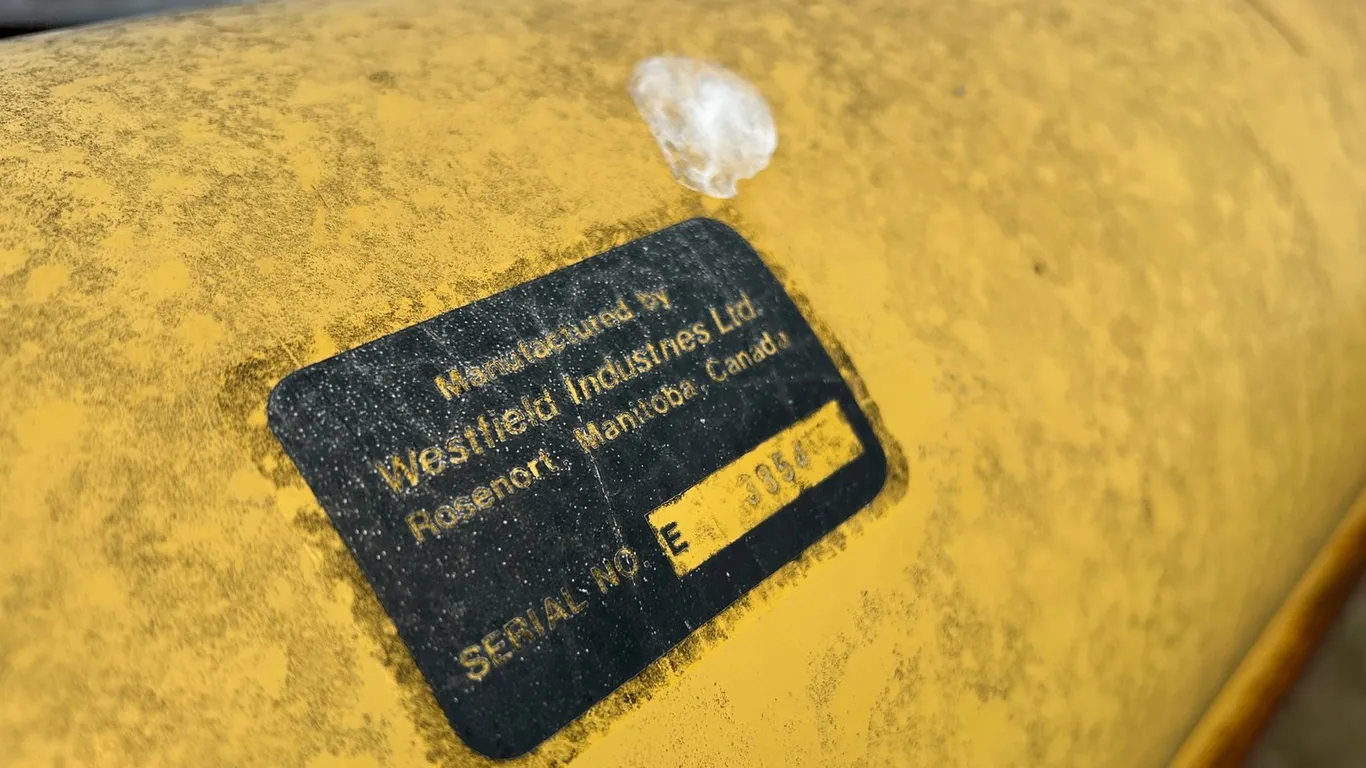 Manufactured by
Westfield Industries Ltd.
Rosenort, Manitoba, Canada
SERIAL NO. E